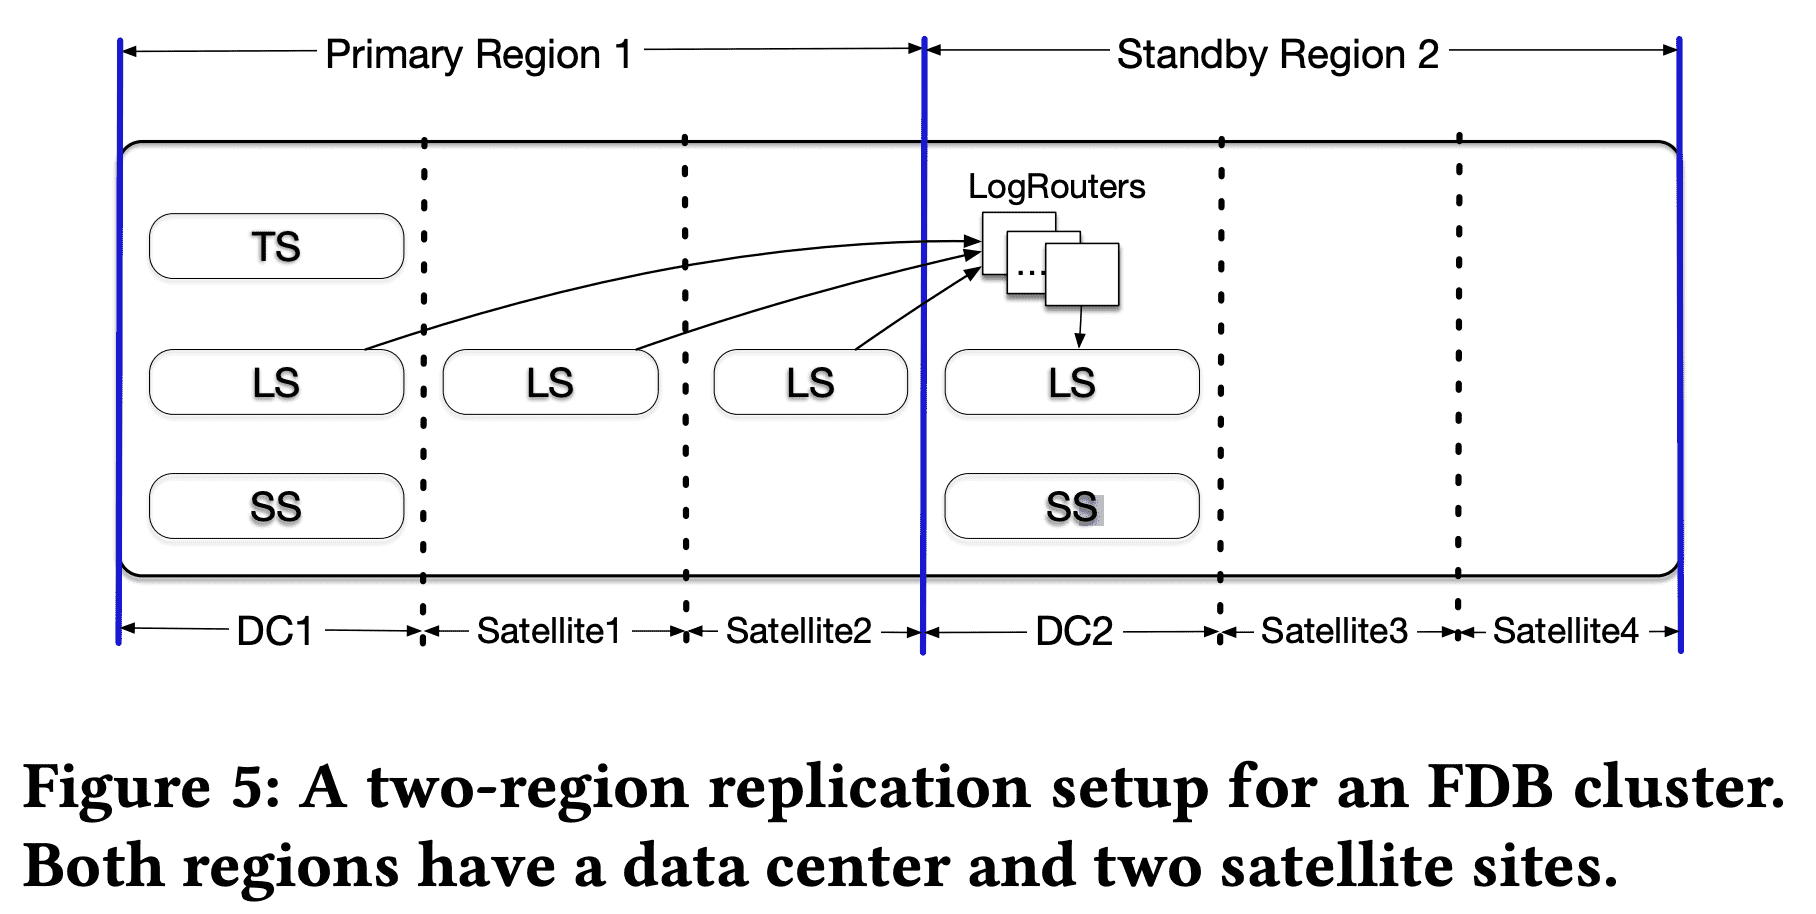 Primary Region 1
Standby Region 2
LogRouters
TS
...
LS
LS
LS
LS
SS
SS
DC1
Satellite1
Satellite2
DC2
Satellite3
Satellite4
Figure 5: A two-region replication setup for an FDB cluster.
Both regions have a data center and two satellite sites.